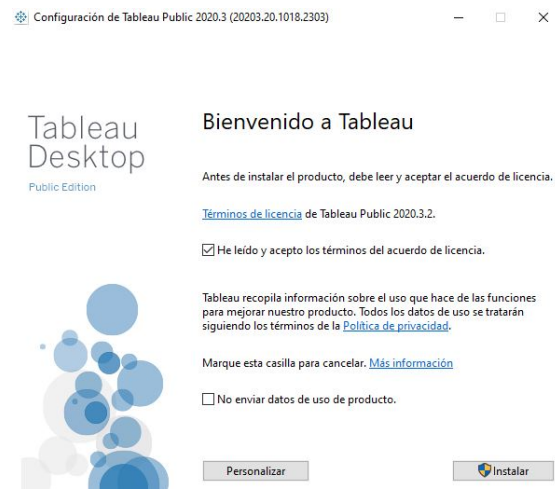 Configuración de Tableau Public 2020.3 (20203.20.1018.2303)
Tableau
Desktop
Public Edition
Bienvenido a Tableau
Antes de instalar el producto, debe leer y aceptar el acuerdo de licencia.
Términos de licencia de Tableau Public 2020.3.2.
He leído y acepto los términos del acuerdo de licencia.
Tableau recopila información sobre el uso que hace de las funciones
para mejorar nuestro producto. Todos los datos de uso se tratarán
siguiendo los términos de la Política de privacidad.
Marque esta casilla para cancelar. Más información
No enviar datos de uso de producto.
Personalizar
Instalar